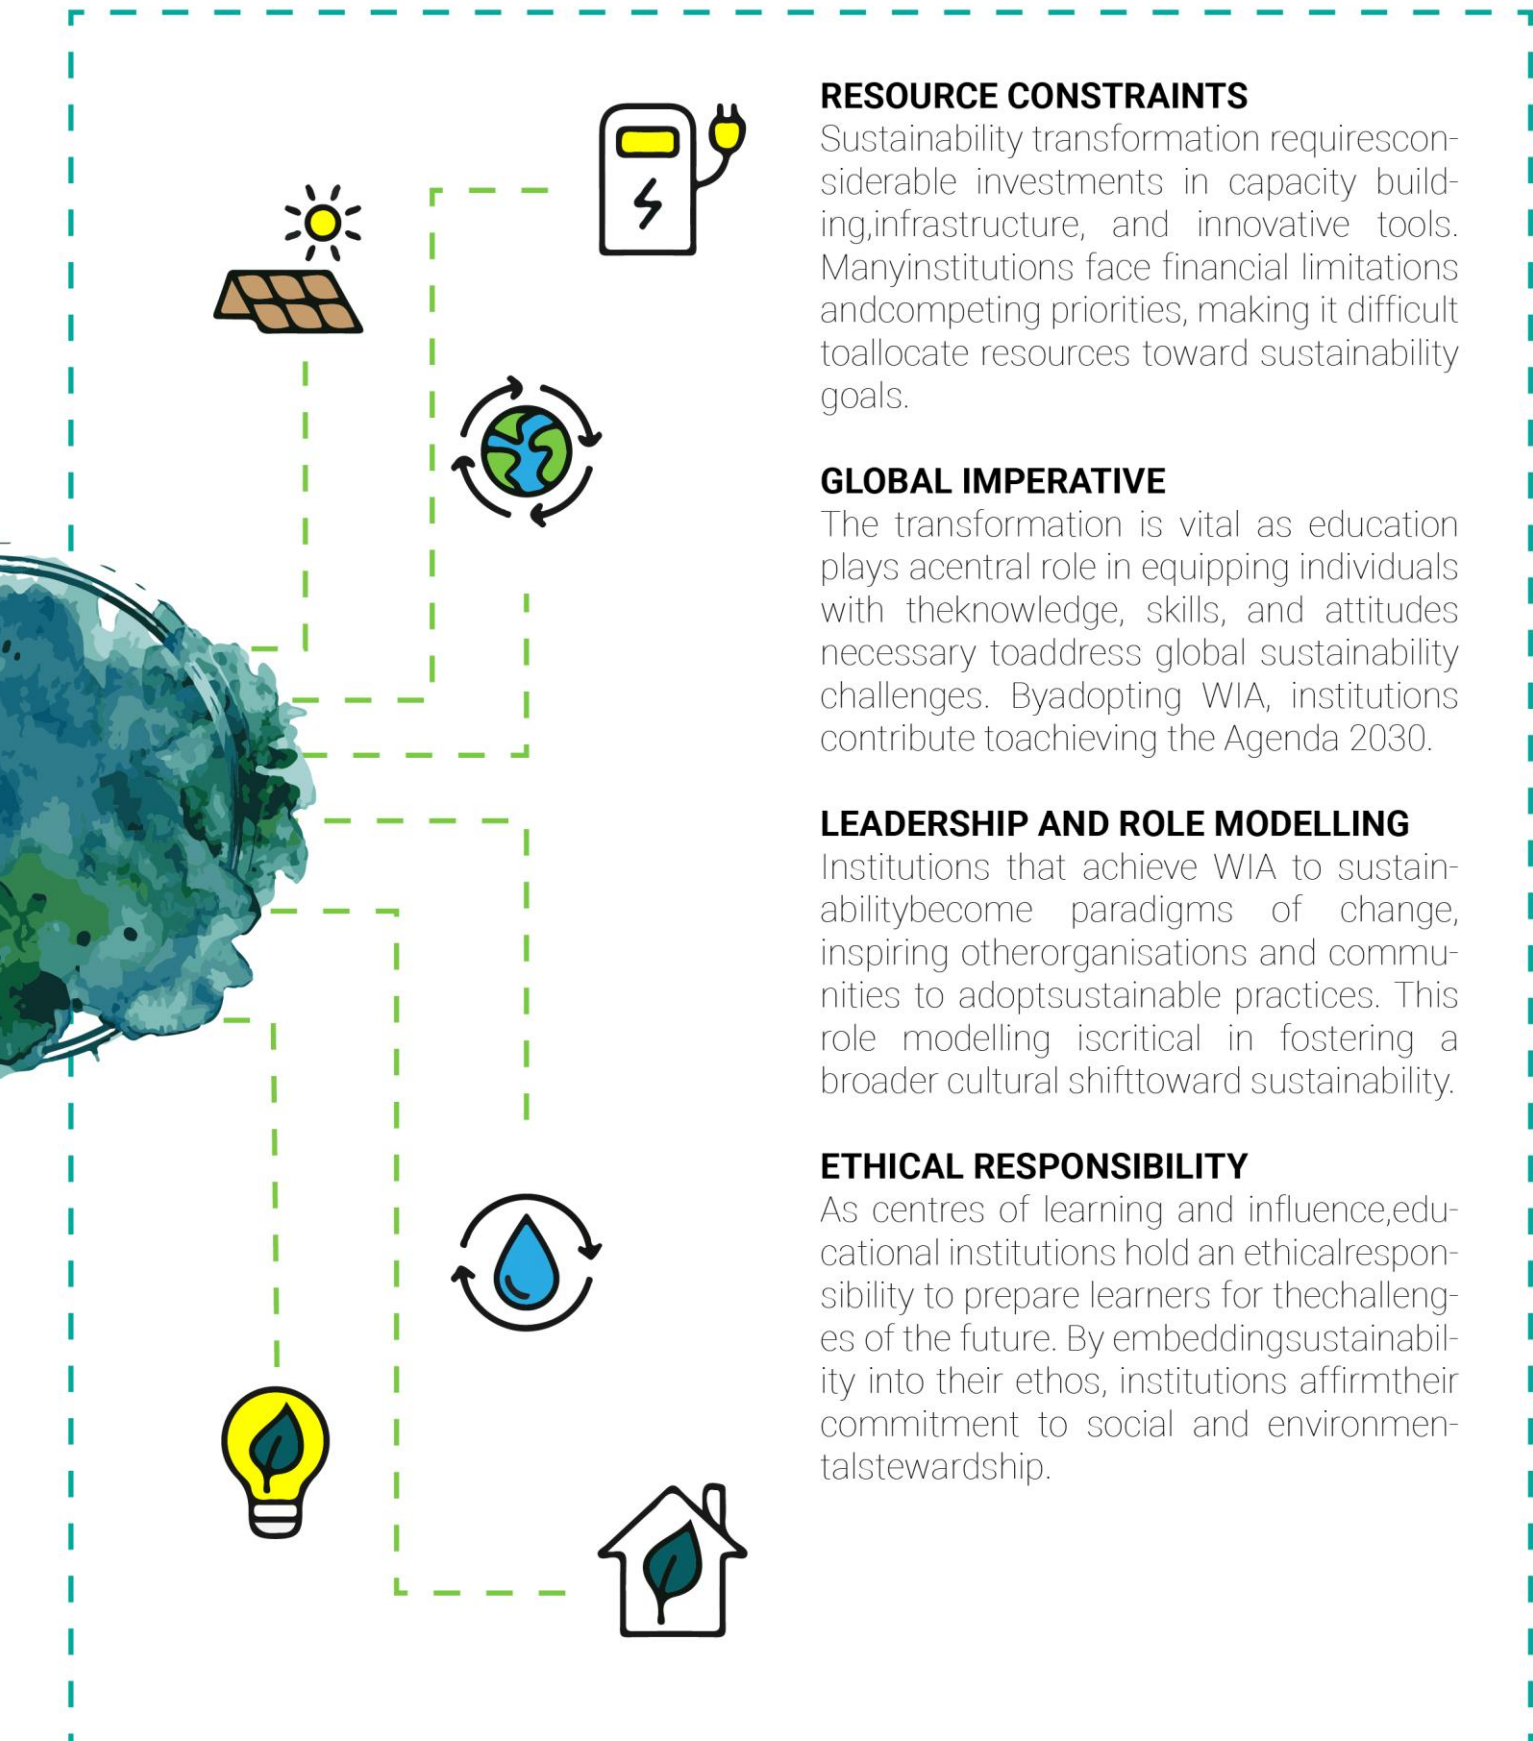 RESOURCE CONSTRAINTS
Sustainability transformation requirescon-
siderable investments in capacity build-
ing,infrastructure, and innovative tools.
Manyinstitutions face financial limitations
andcompeting priorities, making it difficult
toallocate resources toward sustainability
goals.
GLOBAL IMPERATIVE
The transformation is vital as education
plays acentral role in equipping individuals
with theknowledge, skills, and attitudes
necessary toaddress global sustainability
challenges. Byadopting WIA, institutions
contribute toachieving the Agenda 2030.
LEADERSHIP AND ROLE MODELLING
Institutions that achieve WIA to sustain-
abilitybecome paradigms of change,
inspiring otherorganisations and commu-
nities to adoptsustainable practices. This
role modelling iscritical in fostering a
broader cultural shifttoward sustainability.
ETHICAL RESPONSIBILITY
As centres of learning and influence,edu-
cational institutions hold an ethicalrespon-
sibility to prepare learners for thechalleng-
es of the future. By embeddingsustainabil-
ity into their ethos, institutions affirmtheir
commitment to social and environmen-
talstewardship.